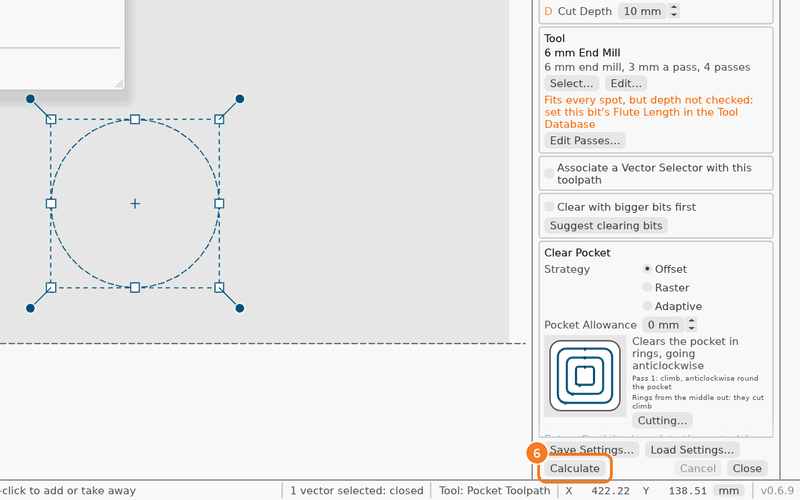 D Cut Depth 10 mm
Tool
6 mm End Mill
6 mm end mill, 3 mm a pass, 4 passes
Select... Edit...
Fits every spot, but depth not checked:
set this bit's Flute Length in the Tool
Database
Edit Passes...
Associate a Vector Selector with this
toolpath
Clear with bigger bits first
Suggest clearing bits
Clear Pocket
Strategy Offset
Raster
Adaptive
Pocket Allowance 0 mm
Clears the pocket in
rings, going
anticlockwise
Pass 1: climb, anticlockwise round
the pocket
Rings from the middle out: they cut
climb
Cutting...
6
Save Settings... Load Settings...
Calculate Cancel Close
-click to add or take away 1 vector selected: closed Tool: Pocket Toolpath X 422.22 Y 138.51 mm v0.6.9